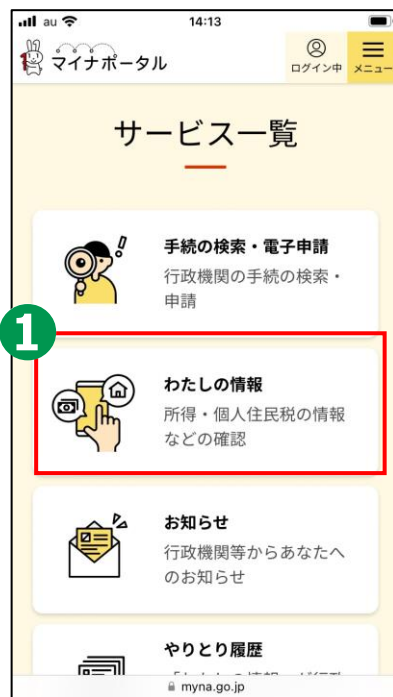 au 14:13
マイナポータル
ログイン中
メニュー
サービス一覧
手続の検索・電子申請
行政機関の手続の検索・
申請
1
わたしの情報
所得・個人住民税の情報
などの確認
お知らせ
行政機関等からあなたへ
のお知らせ
やりとり履歴
myna.go.jp